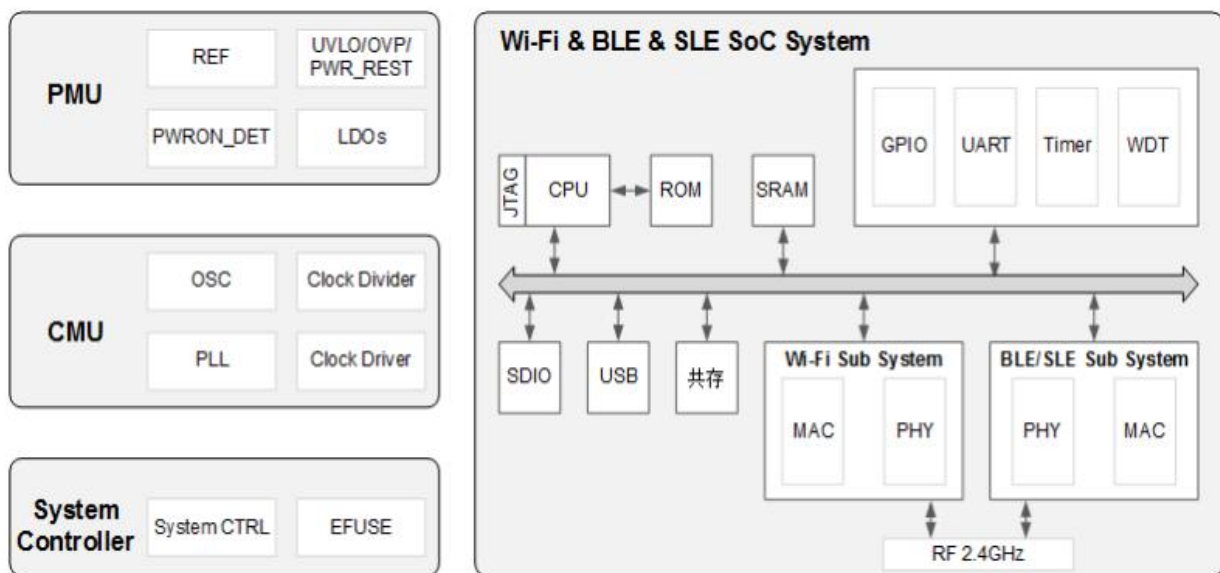 PMU
REF
UVLO/OVP/
PWR_REST
PWRON_DET
LDOs
CMU
OSC
Clock Divider
PLL
Clock Driver
System
Controller
System CTRL
EFUSE
Wi-Fi & BLE & SLE SoC System
GPIO
UART
Timer
WDT
JTAG
CPU
ROM
SRAM
SDIO
USB
共存
Wi-Fi Sub System
MAC
PHY
BLE/SLE Sub System
PHY
MAC
RF 2.4GHz